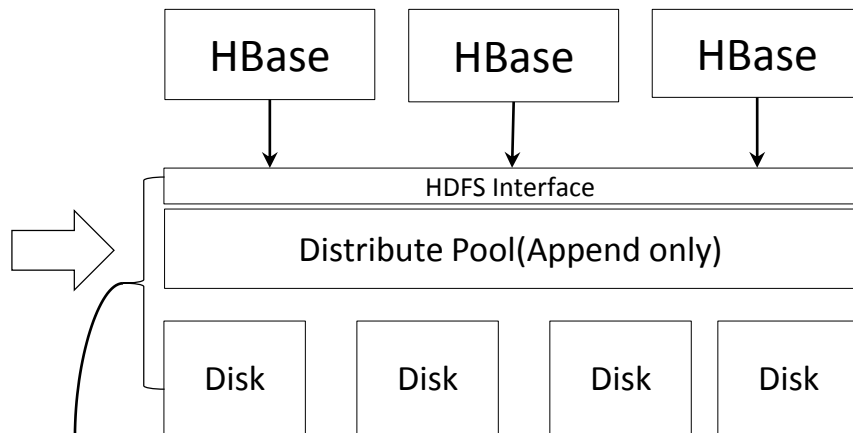 HBase
HBase
HBase
HDFS Interface
Distribute Pool(Append only)
Disk
Disk
Disk
Disk